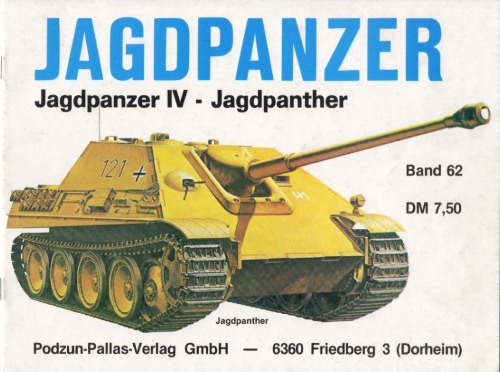 JAGDPANZER
Jagdpanzer IV - Jagdpanther
121
Band 62
DM 7,50
Jagdpanther
Podzun-Pallas-Verlag GmbH — 6360 Friedberg 3 (Dorheim)